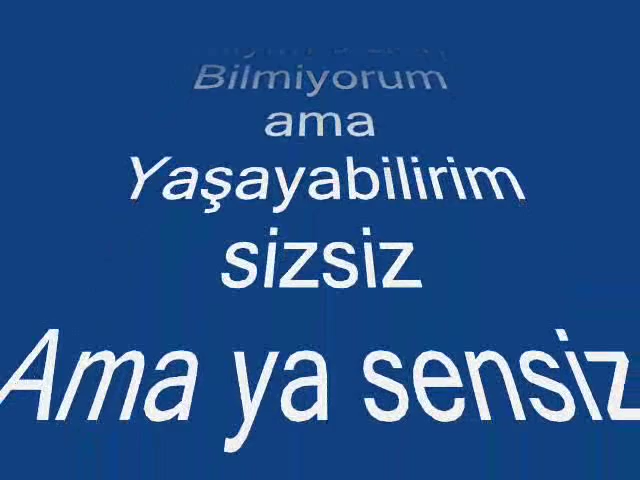 Bilmiyorum
ama
Yaşayabilirim
sizsiz
Ama ya sensiz